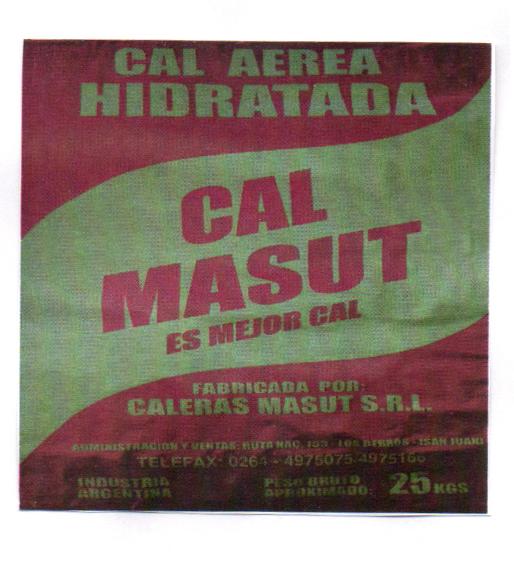 CAL AEREA
HIDRATADA
CAL
MASUT
ES MEJOR CAL
FABRICADA POR:
CALERAS MASUT S.R.L.
ADMINISTRACION Y VENTAS: RUTA NAC. 153 - LOS BERROS - (SAN JUAN)
TELEFAX: 0264 - 4975075-4975166
INDUSTRIA
ARGENTINA
PESO BRUTO
APROXIMADO: 25 KGS